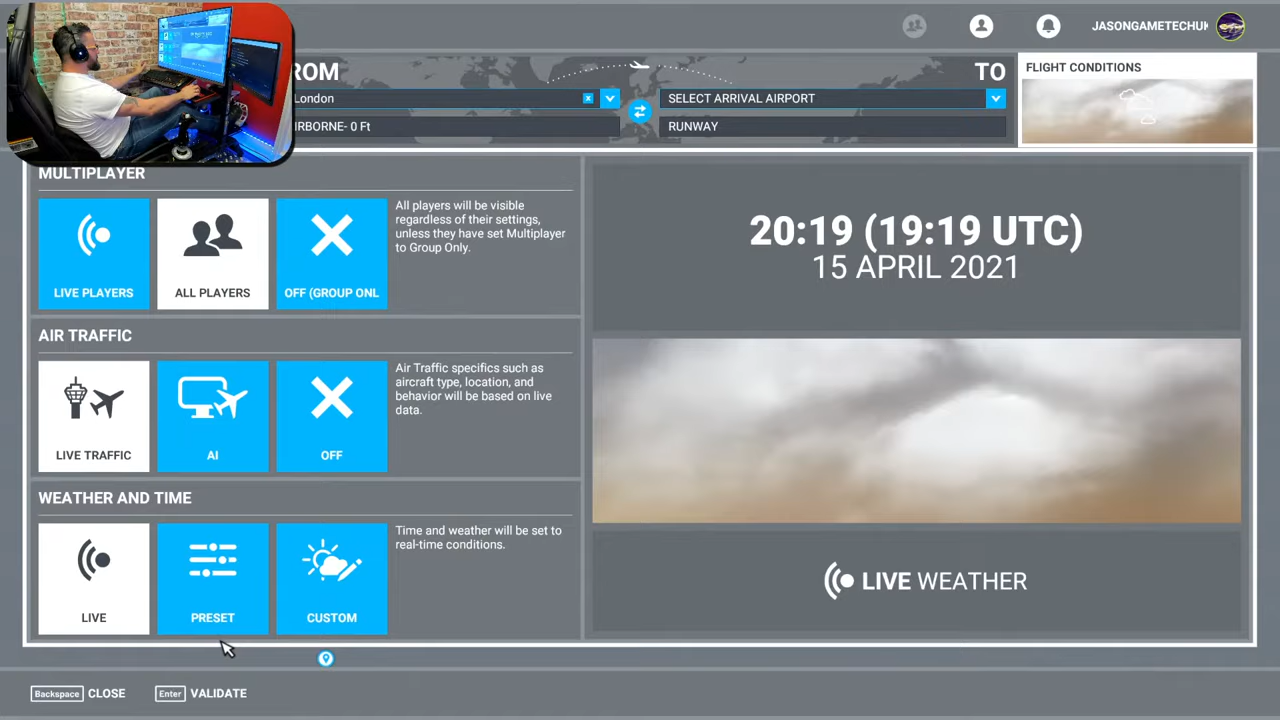 JASONGAMETECHUK
ROM
TO
FLIGHT CONDITIONS
London
x
SELECT ARRIVAL AIRPORT
IRBORNE- 0 Ft
RUNWAY
MULTIPLAYER
LIVE PLAYERS
ALL PLAYERS
OFF (GROUP ONL
All players will be visible
regardless of their settings,
unless they have set Multiplayer
to Group Only.
20:19 (19:19 UTC)
15 APRIL 2021
AIR TRAFFIC
LIVE TRAFFIC
AI
OFF
Air Traffic specifics such as
aircraft type, location, and
behavior will be based on live
data.
WEATHER AND TIME
LIVE
PRESET
CUSTOM
Time and weather will be set to
real-time conditions.
LIVE WEATHER
Backspace CLOSE
Enter VALIDATE